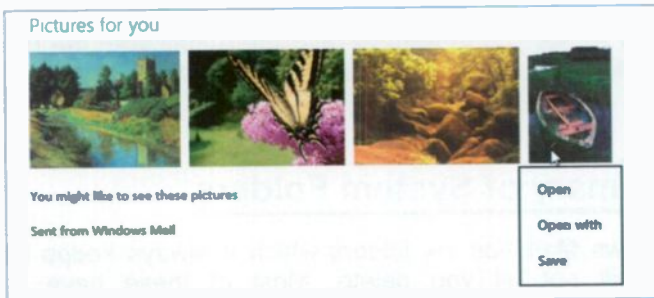 Pictures for you
You might like to see these pictures
Sent from Windows Mail
Open
Open with
Save